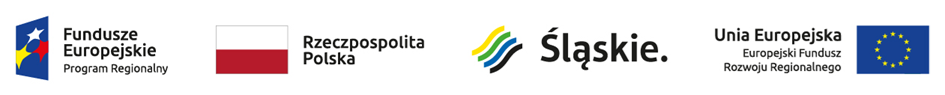 Fundusze
Europejskie
Program Regionalny
Rzeczpospolita
Polska
Śląskie.
Unia Europejska
Europejski Fundusz
Rozwoju Regionalnego